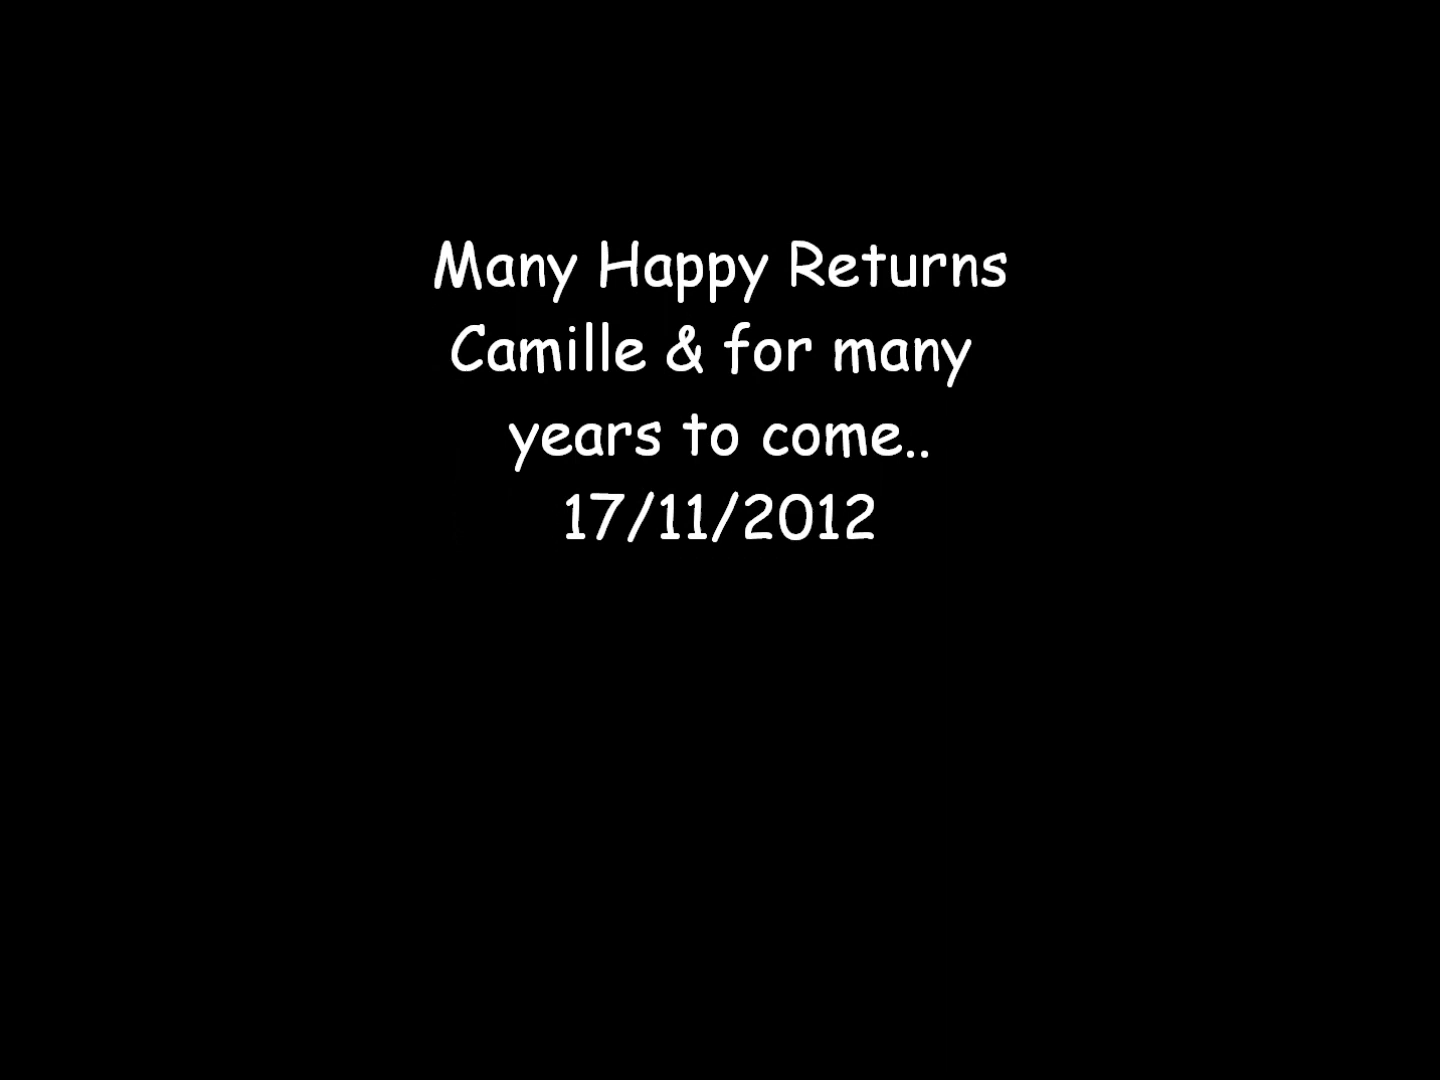 Many Happy Returns
Camille & for many
years to come..
17/11/2012